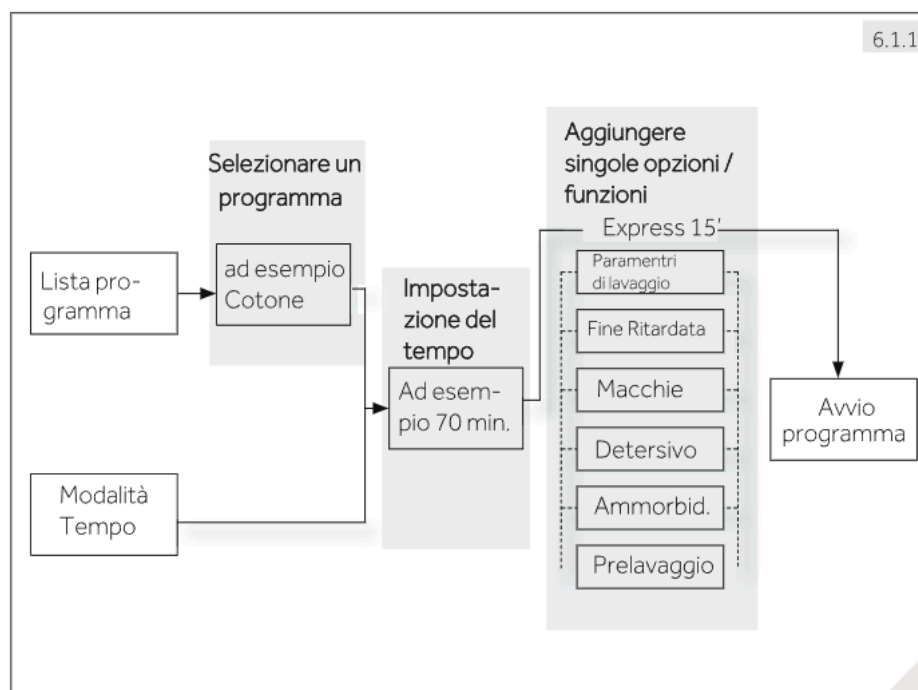 6.1.1
Selezionare un
programma
Aggiungere
singole opzioni /
funzioni
Express 15'
Lista pro-
gramma
ad esempio
Cotone
Imposta-
zione del
tempo
Ad esem-
pio 70 min.
Paramentri
di lavaggio
Fine Ritardata
Macchie
Detersivo
Ammorbid.
Prelavaggio
Avvio
programma
Modalità
Tempo